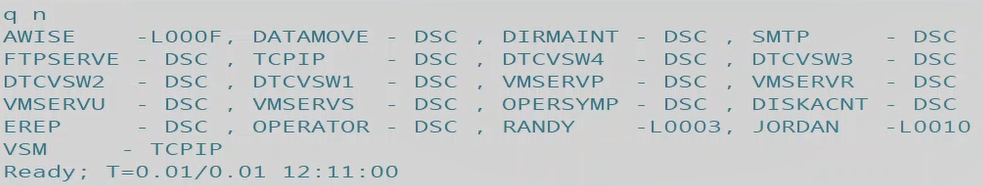 q n
AWISE    -L000F, DATAMOVE - DSC , DIRMAINT - DSC , SMTP     - DSC
FTPSERVE - DSC , TCPIP    - DSC , DTCVSW4  - DSC , DTCVSW3  - DSC
DTCVSW2  - DSC , DTCVSW1  - DSC , VMSERVP  - DSC , VMSERVR  - DSC
VMSERVU  - DSC , VMSERVS  - DSC , OPERSYMP - DSC , DISKACNT - DSC
EREP     - DSC , OPERATOR - DSC , RANDY    -L0003, JORDAN   -L0010
VSM     - TCPIP
Ready; T=0.01/0.01 12:11:00